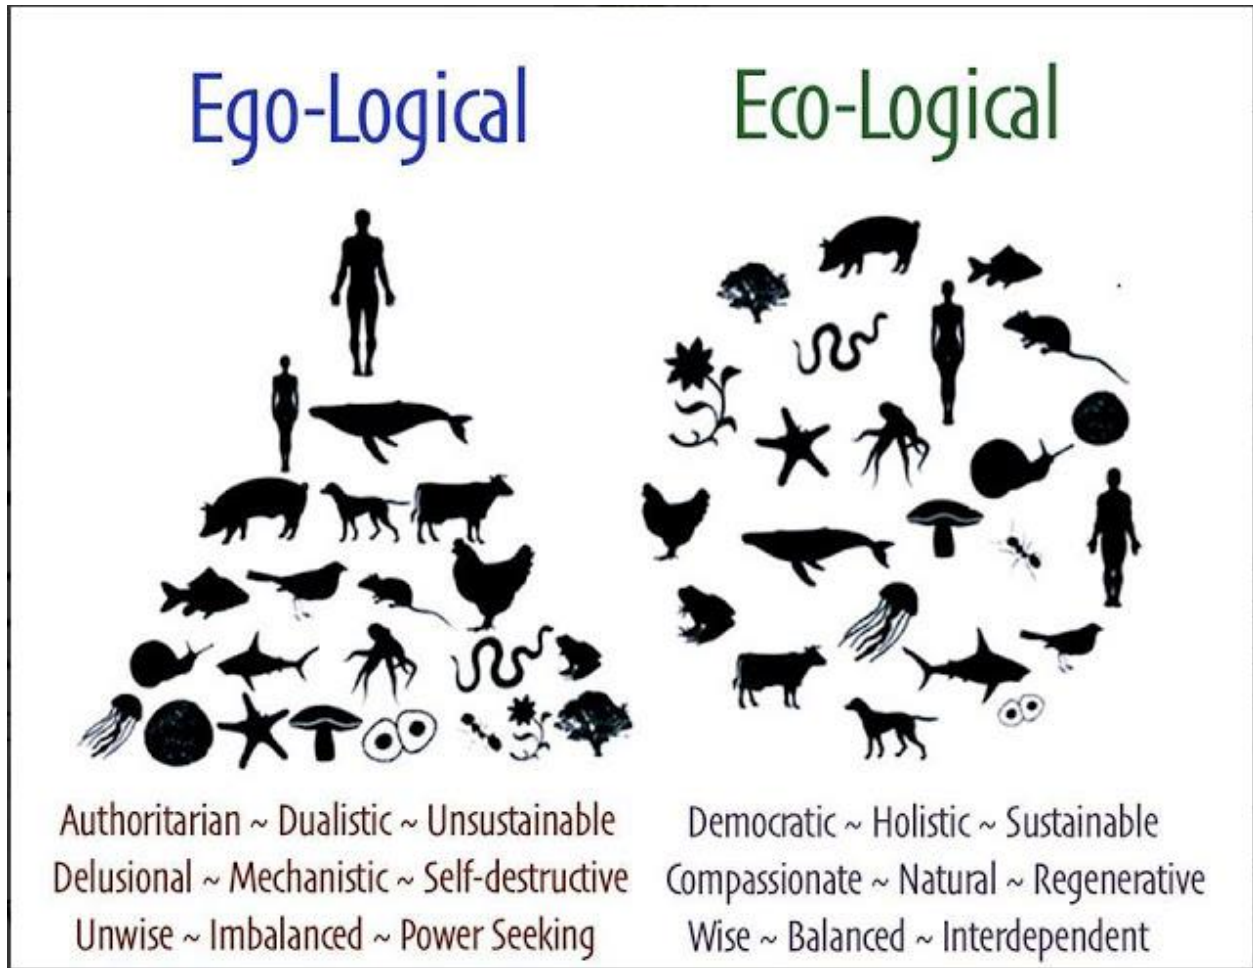 Ego-Logical
Authoritarian ~ Dualistic ~ Unsustainable
Delusional ~ Mechanistic ~ Self-destructive
Unwise ~ Imbalanced ~ Power Seeking
Eco-Logical
Democratic ~ Holistic ~ Sustainable
Compassionate ~ Natural ~ Regenerative
Wise ~ Balanced ~ Interdependent